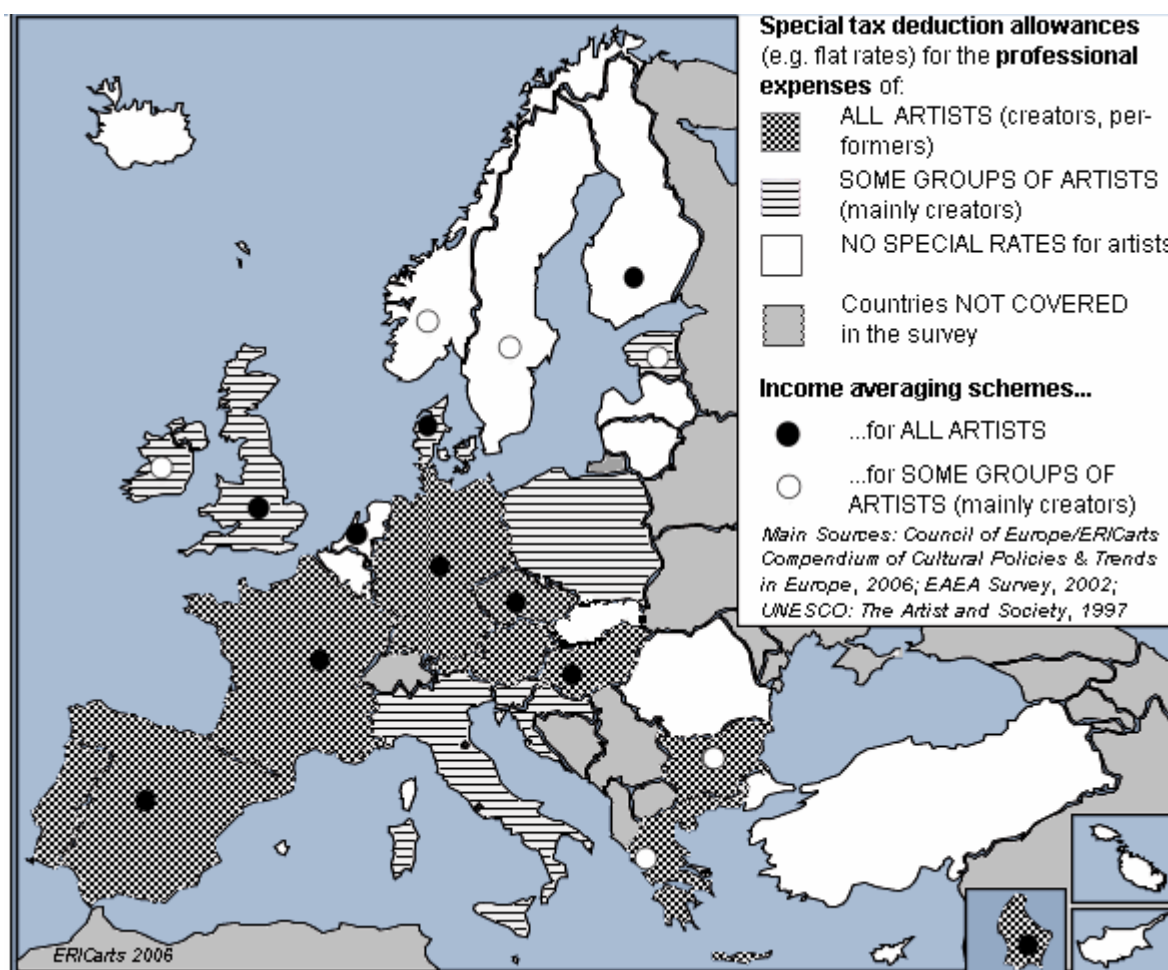 Special tax deduction allowances
(e.g. flat rates) for the professional
expenses of:
ALL ARTISTS (creators, per-
formers)
SOME GROUPS OF ARTISTS
(mainly creators)
NO SPECIAL RATES for artists
Countries NOT COVERED
in the survey
Income averaging schemes...
...for ALL ARTISTS
...for SOME GROUPS OF
ARTISTS (mainly creators)
Main Sources: Council of Europe/ERICarts
Compendium of Cultural Policies & Trends
in Europe, 2006; EAEA Survey, 2002;
UNESCO: The Artist and Society, 1997
ERICarts 2006